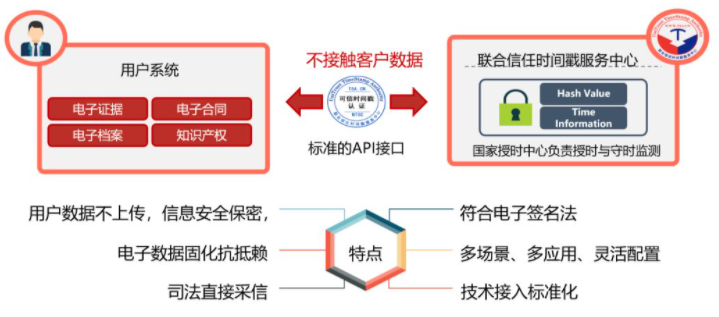 用户系统
电子证据
电子合同
电子档案
知识产权
不接触客户数据
UniTrust TimeStamp Authority
TSA.CN
可信时间戳
认证
NTSC
标准的API接口
联合信任时间戳服务中心
Hash Value
Time
Information
国家授时中心负责授时与守时监测
用户数据不上传，信息安全保密，
电子数据固化抗抵赖
司法直接采信
特点
符合电子签名法
多场景、多应用、灵活配置
技术接入标准化